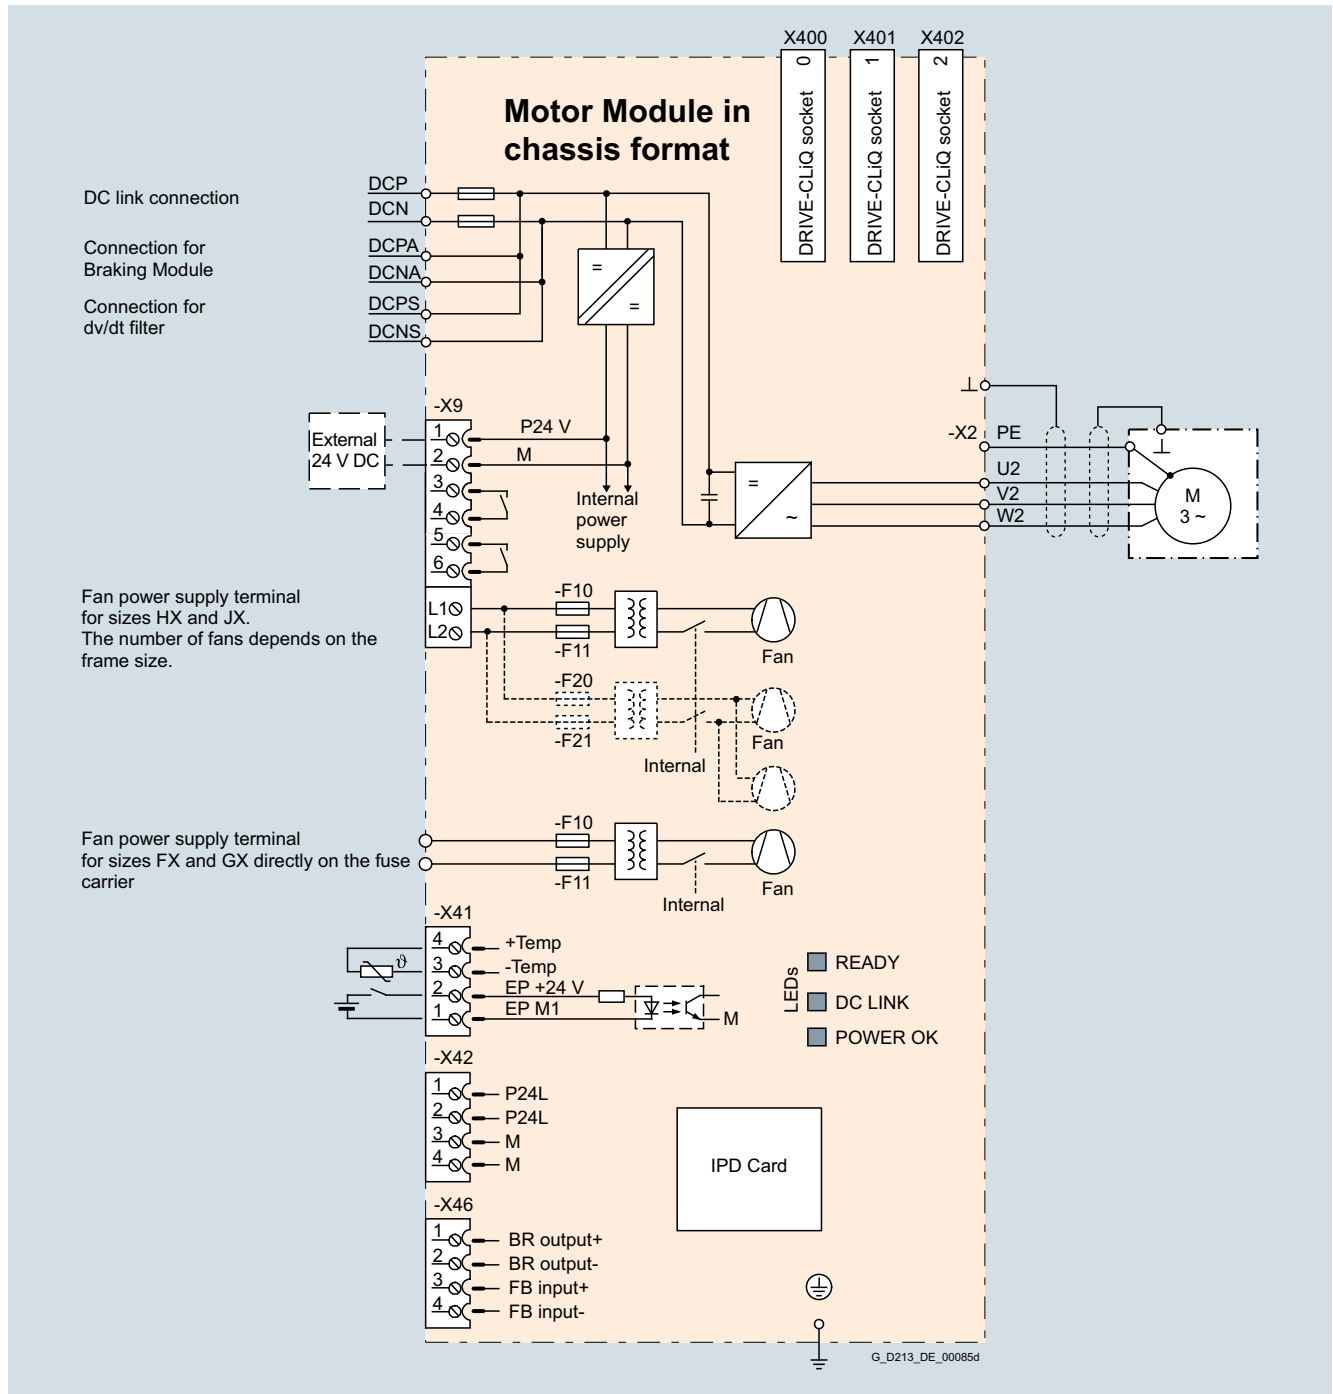 X400 X401 X402
0 1 2
DRIVE-CLiQ socket
DRIVE-CLiQ socket
DRIVE-CLiQ socket
Motor Module in
chassis format
DC link connection
DCP
DCN
Connection for
Braking Module
DCPA
DCNA
Connection for
dv/dt filter
DCPS
DCNS
=
=
-X9
External
24 V DC
1 P24 V
2 M
3
4
5
6
Internal
power
supply
=
~
-X2 PE
U2
V2
W2
M
3 ~
Fan power supply terminal
for sizes HX and JX.
The number of fans depends on the
frame size.
L1
L2
-F10
-F11
Fan
-F20
-F21
Fan
Internal
Fan power supply terminal
for sizes FX and GX directly on the fuse
carrier
-F10
-F11
Fan
Internal
-X41
ϑ
4 +Temp
3 -Temp
2 EP +24 V
1 EP M1
M
LEDs
READY
DC LINK
POWER OK
-X42
1 P24L
2 P24L
3 M
4 M
IPD Card
-X46
1 BR output+
2 BR output-
3 FB input+
4 FB input-
G_D213_DE_00085d